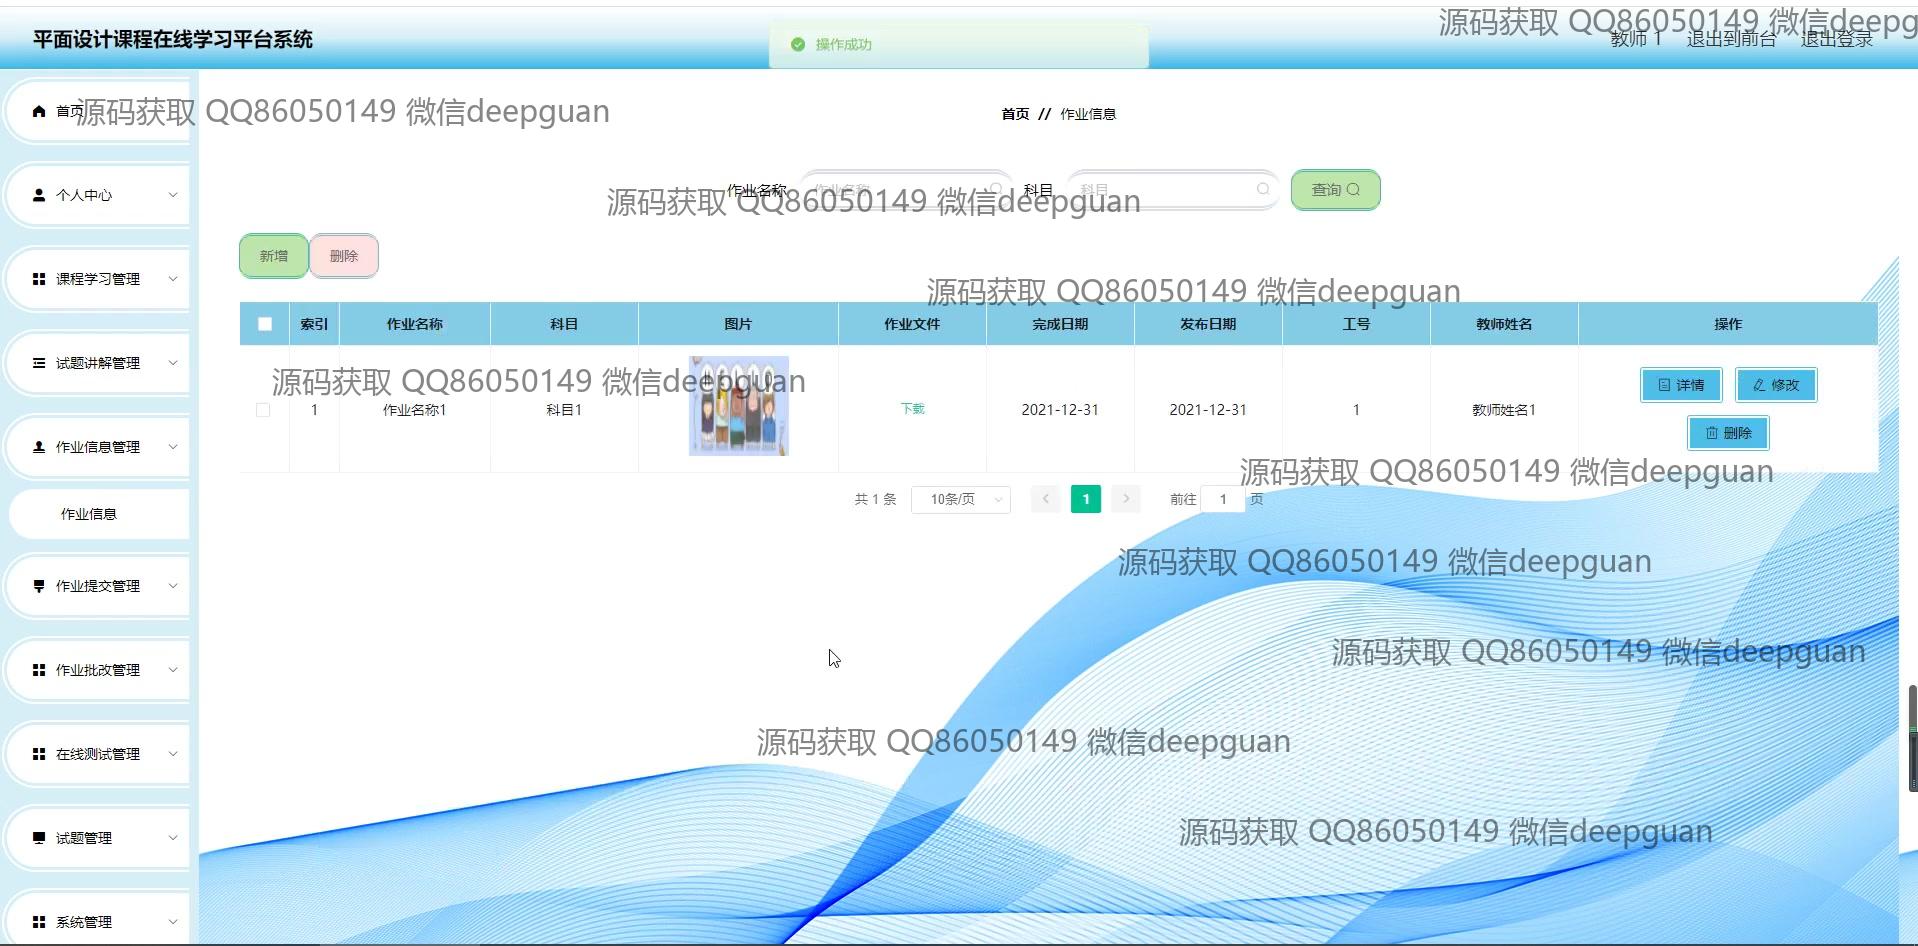 源码获取 QQ86050149 微信deepg
平面设计课程在线学习平台系统
操作成功
教师 1 退出到前台 退出登录
首页
源码获取 QQ86050149 微信deepguan
首页 // 作业信息
个人中心
作业名称 作业名称 科目 科目 查询
源码获取 QQ86050149 微信deepguan
新增 删除
课程学习管理
源码获取 QQ86050149 微信deepguan
索引 作业名称 科目 图片 作业文件 完成日期 发布日期 工号 教师姓名 操作
试题讲解管理
源码获取 QQ86050149 微信deepguan
详情 修改
1 作业名称1 科目1 下载 2021-12-31 2021-12-31 1 教师姓名1
删除
作业信息管理
源码获取 QQ86050149 微信deepguan
共 1 条 10条/页 1 前往 1 页
作业信息
源码获取 QQ86050149 微信deepguan
作业提交管理
源码获取 QQ86050149 微信deepguan
作业批改管理
源码获取 QQ86050149 微信deepguan
在线测试管理
源码获取 QQ86050149 微信deepguan
试题管理
系统管理